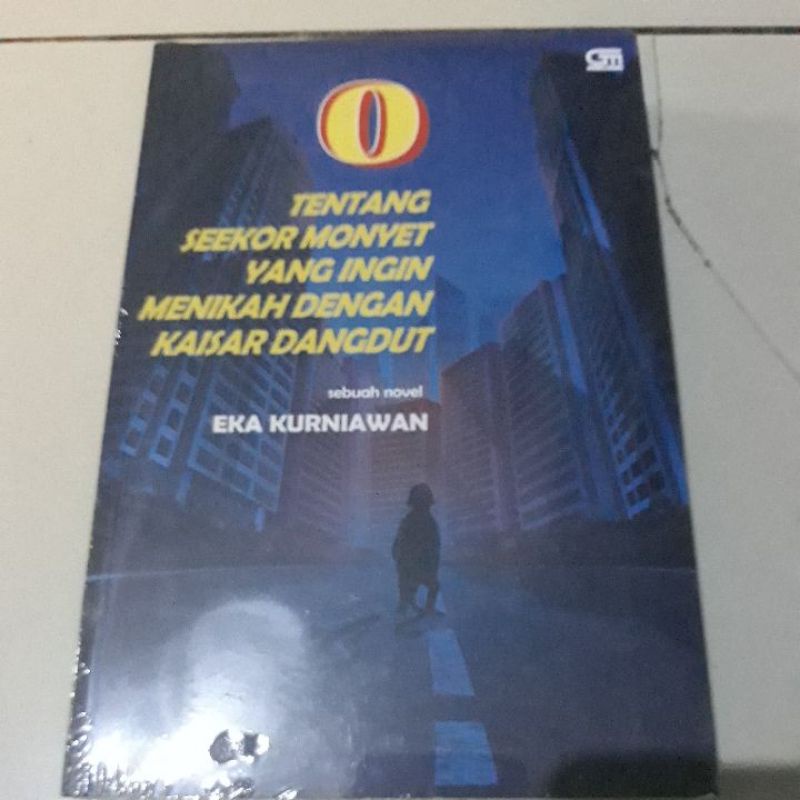 O
TENTANG
SEEKOR MONYET
YANG INGIN
MENIKAH DENGAN
KAISAR DANGDUT
sebuah novel
EKA KURNIAWAN